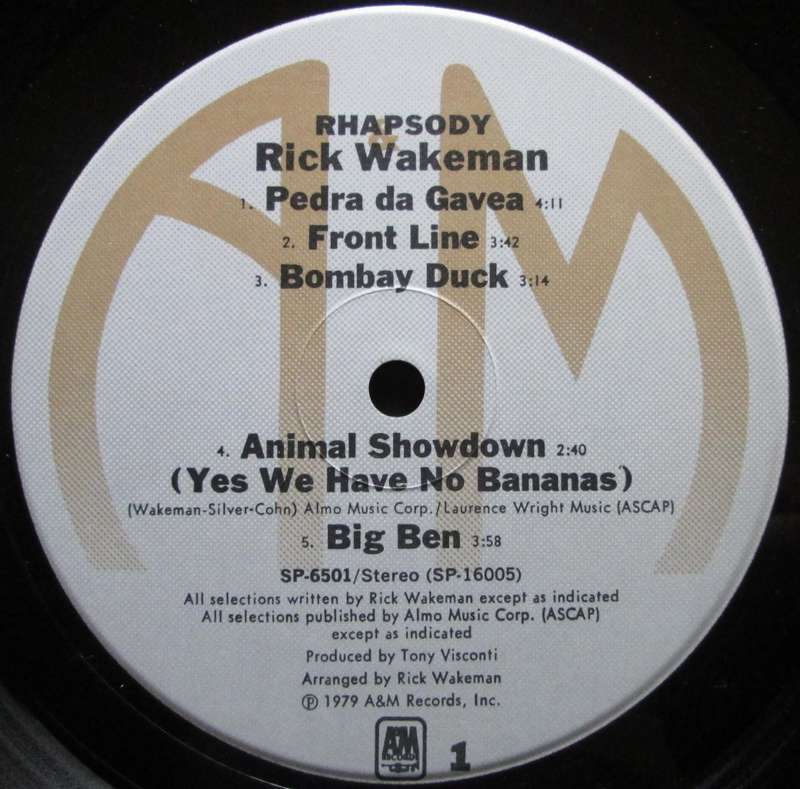 RHAPSODY
Rick Wakeman
1. Pedra da Gavea 4:11
2. Front Line 3:42
3. Bombay Duck 3:14
4. Animal Showdown 2:40
(Yes We Have No Bananas)
(Wakeman-Silver-Cohn) Almo Music Corp./Laurence Wright Music (ASCAP)
5. Big Ben 3:58
SP-6501/Stereo (SP-16005)
All selections written by Rick Wakeman except as indicated
All selections published by Almo Music Corp. (ASCAP)
except as indicated
Produced by Tony Visconti
Arranged by Rick Wakeman
℗ 1979 A&M Records, Inc.
A&M
RECORDS
1